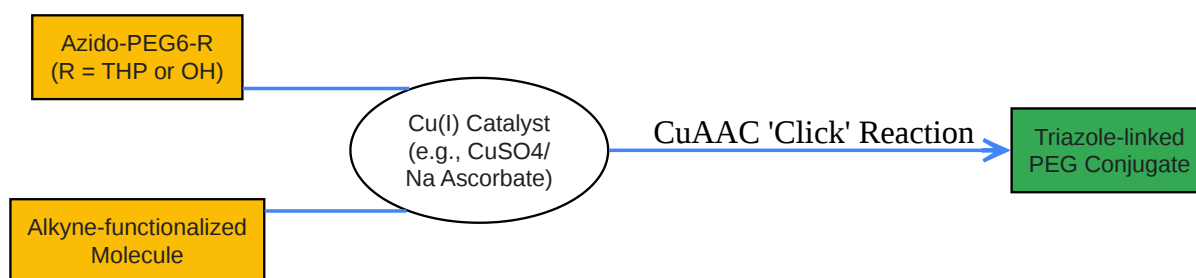 Azido-PEG6-R
(R = THP or OH)
Cu(I) Catalyst
(e.g., CuSO4/
Na Ascorbate)
CuAAC 'Click' Reaction
Triazole-linked
PEG Conjugate
Alkyne-functionalized
Molecule